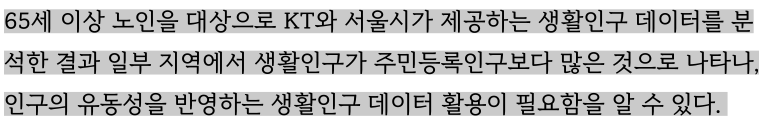 65세 이상 노인을 대상으로 KT와 서울시가 제공하는 생활인구 데이터를 분
석한 결과 일부 지역에서 생활인구가 주민등록인구보다 많은 것으로 나타나,
인구의 유동성을 반영하는 생활인구 데이터 활용이 필요함을 알 수 있다.